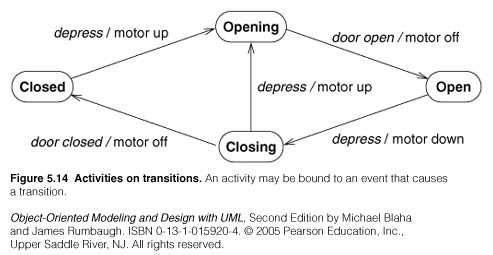 Opening
depress / motor up
door open / motor off
Closed
depress / motor up
Open
door closed / motor off
Closing
depress / motor down
Figure 5.14 Activities on transitions. An activity may be bound to an event that causes
a transition.
Object-Oriented Modeling and Design with UML, Second Edition by Michael Blaha
and James Rumbaugh. ISBN 0-13-1-015920-4. © 2005 Pearson Education, Inc.,
Upper Saddle River, NJ. All rights reserved.